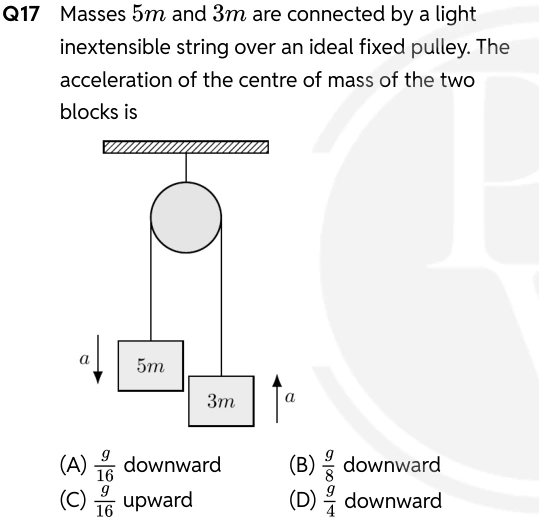 Q17 Masses 5m and 3m are connected by a light
inextensible string over an ideal fixed pulley. The
acceleration of the centre of mass of the two
blocks is
a
5m
3m
a
(A) g/16 downward (B) g/8 downward
(C) g/16 upward (D) g/4 downward